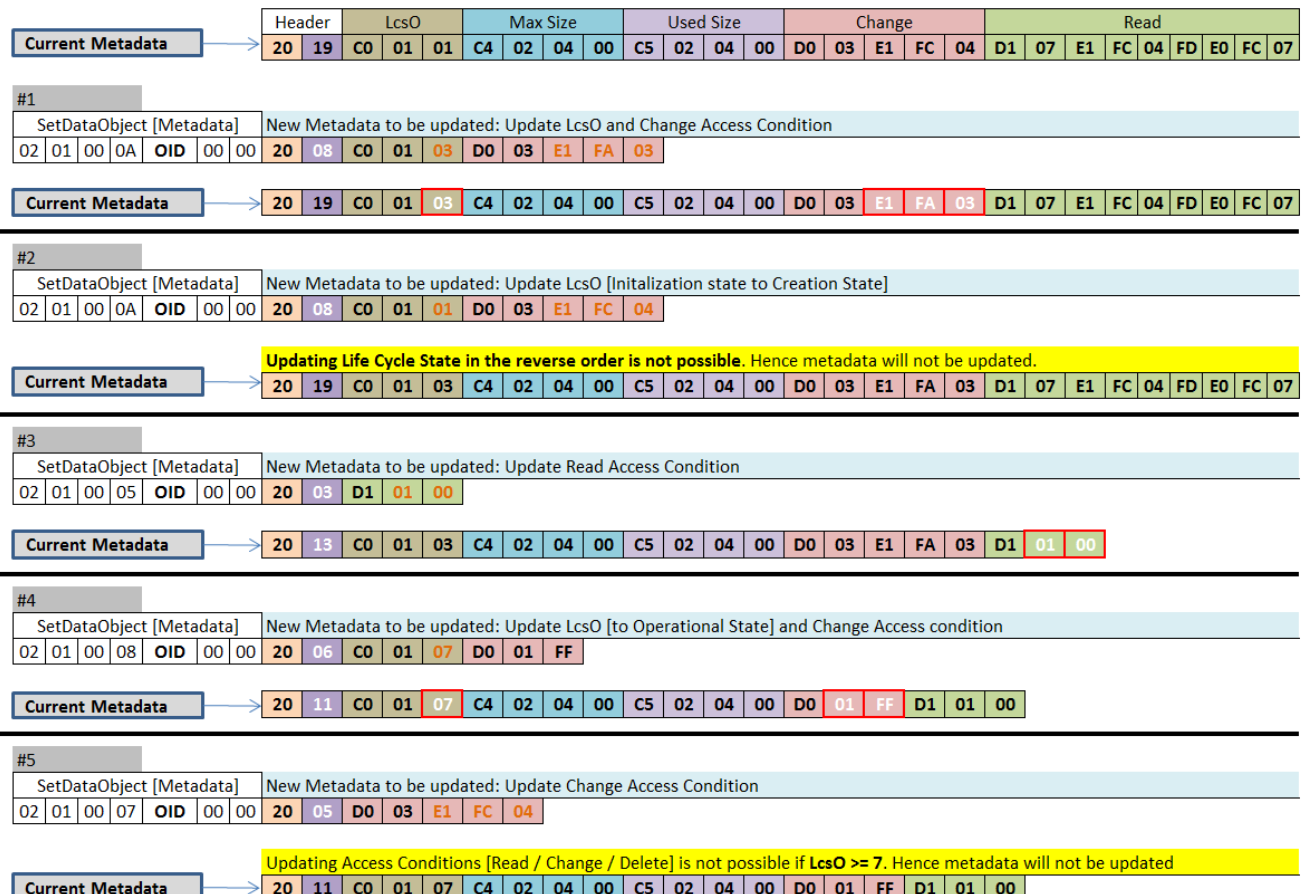 Header LcsO Max Size Used Size Change Read
Current Metadata 20 19 C0 01 01 C4 02 04 00 C5 02 04 00 D0 03 E1 FC 04 D1 07 E1 FC 04 FD E0 FC 07
#1
SetDataObject [Metadata] New Metadata to be updated: Update LcsO and Change Access Condition
02 01 00 0A OID 00 00 20 08 C0 01 03 D0 03 E1 FA 03
Current Metadata 20 19 C0 01 03 C4 02 04 00 C5 02 04 00 D0 03 E1 FA 03 D1 07 E1 FC 04 FD E0 FC 07
#2
SetDataObject [Metadata] New Metadata to be updated: Update LcsO [Initalization state to Creation State]
02 01 00 0A OID 00 00 20 08 C0 01 01 D0 03 E1 FC 04
Updating Life Cycle State in the reverse order is not possible. Hence metadata will not be updated.
Current Metadata 20 19 C0 01 03 C4 02 04 00 C5 02 04 00 D0 03 E1 FA 03 D1 07 E1 FC 04 FD E0 FC 07
#3
SetDataObject [Metadata] New Metadata to be updated: Update Read Access Condition
02 01 00 05 OID 00 00 20 03 D1 01 00
Current Metadata 20 13 C0 01 03 C4 02 04 00 C5 02 04 00 D0 03 E1 FA 03 D1 01 00
#4
SetDataObject [Metadata] New Metadata to be updated: Update LcsO [to Operational State] and Change Access condition
02 01 00 08 OID 00 00 20 06 C0 01 07 D0 01 FF
Current Metadata 20 11 C0 01 07 C4 02 04 00 C5 02 04 00 D0 01 FF D1 01 00
#5
SetDataObject [Metadata] New Metadata to be updated: Update Change Access Condition
02 01 00 07 OID 00 00 20 05 D0 03 E1 FC 04
Updating Access Conditions [Read / Change / Delete] is not possible if LcsO >= 7. Hence metadata will not be updated
Current Metadata 20 11 C0 01 07 C4 02 04 00 C5 02 04 00 D0 01 FF D1 01 00